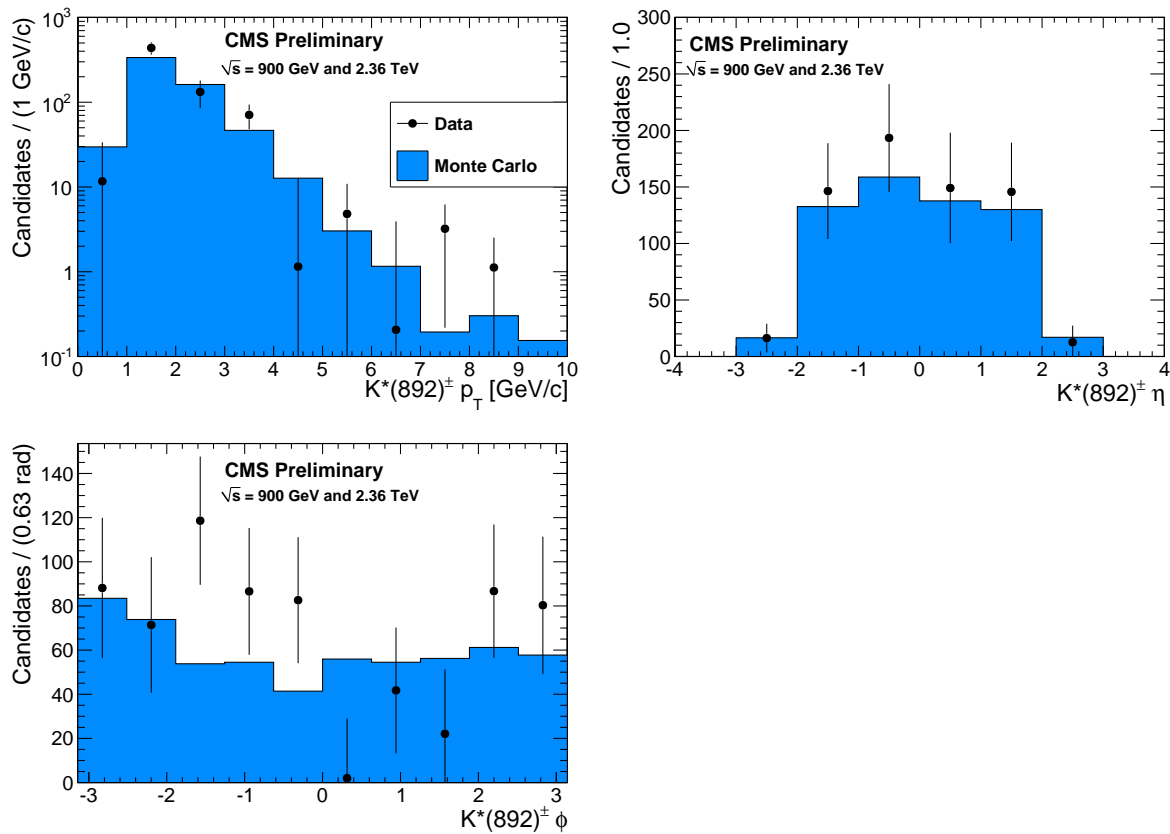 CMS Preliminary
√s = 900 GeV and 2.36 TeV
Data
Monte Carlo
Candidates / (1 GeV/c)
10³
10²
10
1
10⁻¹
0 1 2 3 4 5 6 7 8 9 10
K*(892)± p_T [GeV/c]
CMS Preliminary
√s = 900 GeV and 2.36 TeV
Candidates / 1.0
300
250
200
150
100
50
0
-4 -3 -2 -1 0 1 2 3 4
K*(892)± η
CMS Preliminary
√s = 900 GeV and 2.36 TeV
Candidates / (0.63 rad)
140
120
100
80
60
40
20
0
-3 -2 -1 0 1 2 3
K*(892)± ϕ